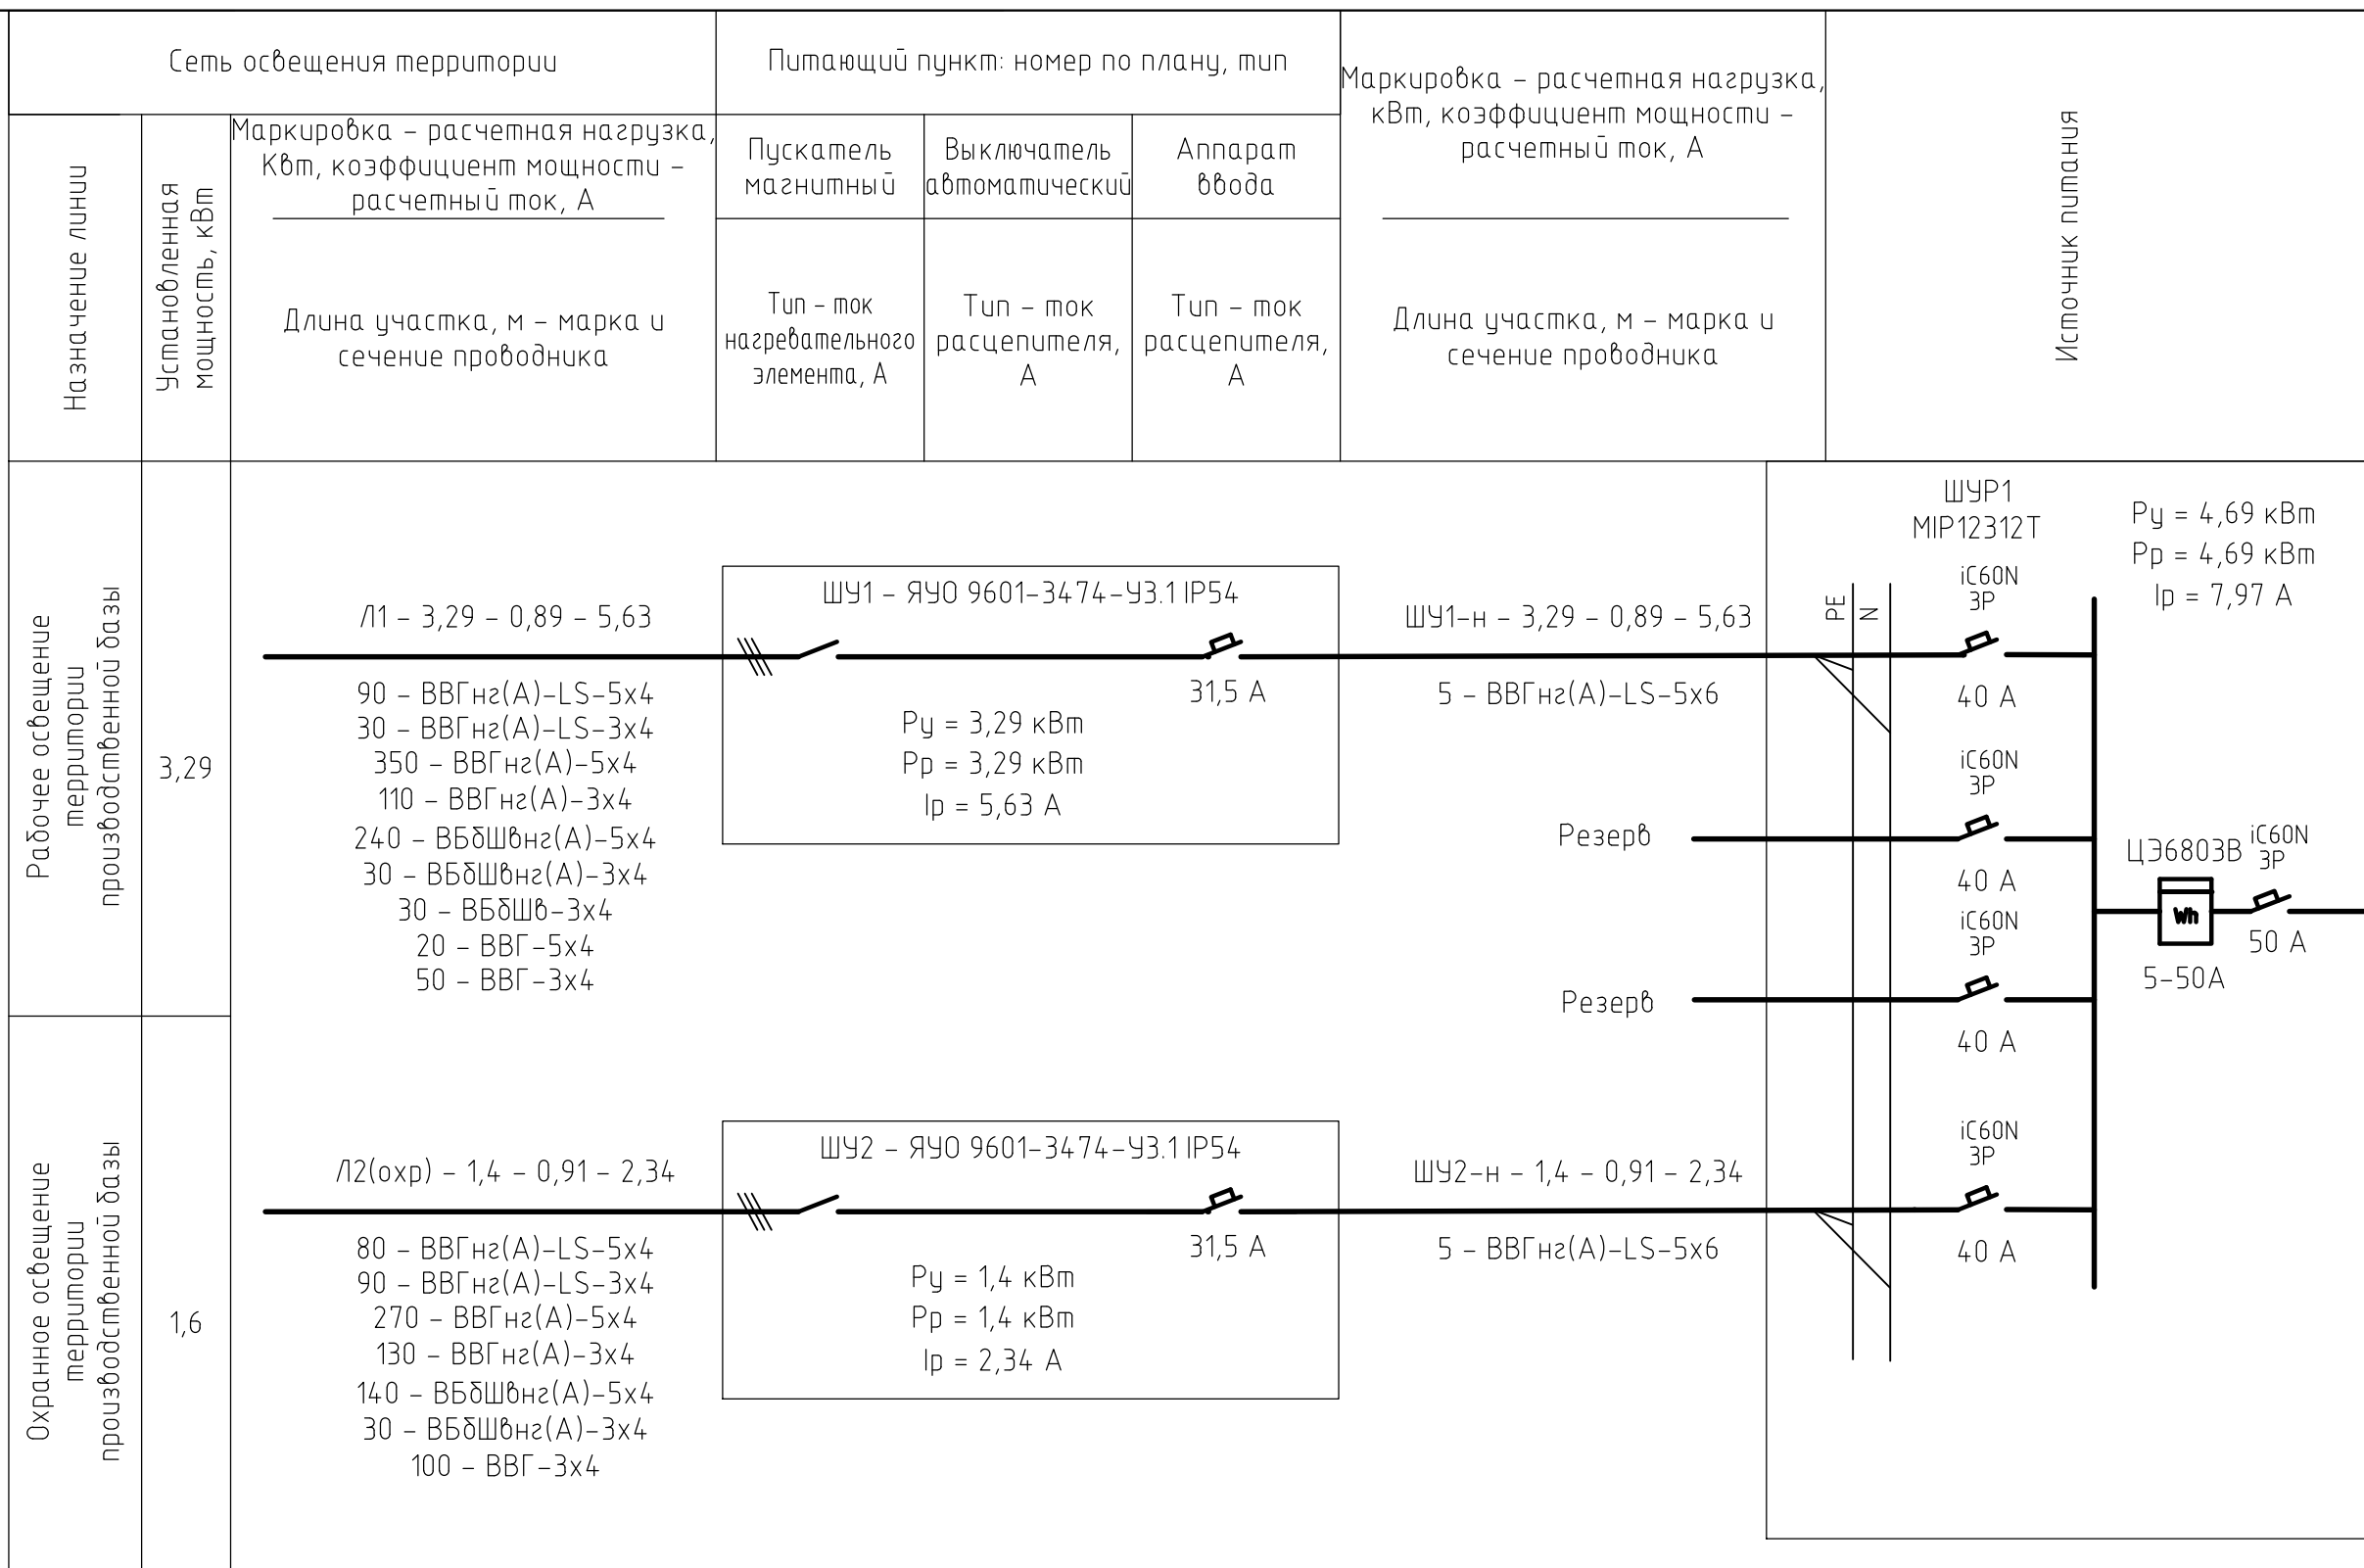 Сеть освещения территории
Питающий пункт: номер по плану, тип
Маркировка – расчетная нагрузка,
кВт, коэффициент мощности –
расчетный ток, А
Длина участка, м – марка и
сечение проводника
Источник питания
Назначение линии
Установленная
мощность, кВт
Маркировка – расчетная нагрузка,
Квт, коэффициент мощности –
расчетный ток, А
Длина участка, м – марка и
сечение проводника
Пускатель
магнитный
Выключатель
автоматический
Аппарат
ввода
Тип – ток
нагревательного
элемента, А
Тип – ток
расцепителя,
А
Тип – ток
расцепителя,
А
Рабочее освещение
территории
производственной базы
3,29
Л1 – 3,29 – 0,89 – 5,63
90 – ВВГнг(А)–LS–5х4
30 – ВВГнг(А)–LS–3х4
350 – ВВГнг(А)–5х4
110 – ВВГнг(А)–3х4
240 – ВБбШвнг(А)–5х4
30 – ВБбШвнг(А)–3х4
30 – ВБбШв–3х4
20 – ВВГ–5х4
50 – ВВГ–3х4
ШУ1 – ЯУО 9601–3474–У3.1 IP54
31,5 А
Ру = 3,29 кВт
Рр = 3,29 кВт
Iр = 5,63 А
ШУ1–н – 3,29 – 0,89 – 5,63
5 – ВВГнг(А)–LS–5х6
PE
N
ШУР1
MIP12312T
iC60N
3P
40 А
Ру = 4,69 кВт
Рр = 4,69 кВт
Iр = 7,97 А
Резерв
iC60N
3P
40 А
Резерв
iC60N
3P
40 А
ЦЭ6803В
Wh
5–50А
iC60N
3P
50 А
Охранное освещение
территории
производственной базы
1,6
Л2(охр) – 1,4 – 0,91 – 2,34
80 – ВВГнг(А)–LS–5х4
90 – ВВГнг(А)–LS–3х4
270 – ВВГнг(А)–5х4
130 – ВВГнг(А)–3х4
140 – ВБбШвнг(А)–5х4
30 – ВБбШвнг(А)–3х4
100 – ВВГ–3х4
ШУ2 – ЯУО 9601–3474–У3.1 IP54
31,5 А
Ру = 1,4 кВт
Рр = 1,4 кВт
Iр = 2,34 А
ШУ2–н – 1,4 – 0,91 – 2,34
5 – ВВГнг(А)–LS–5х6
iC60N
3P
40 А